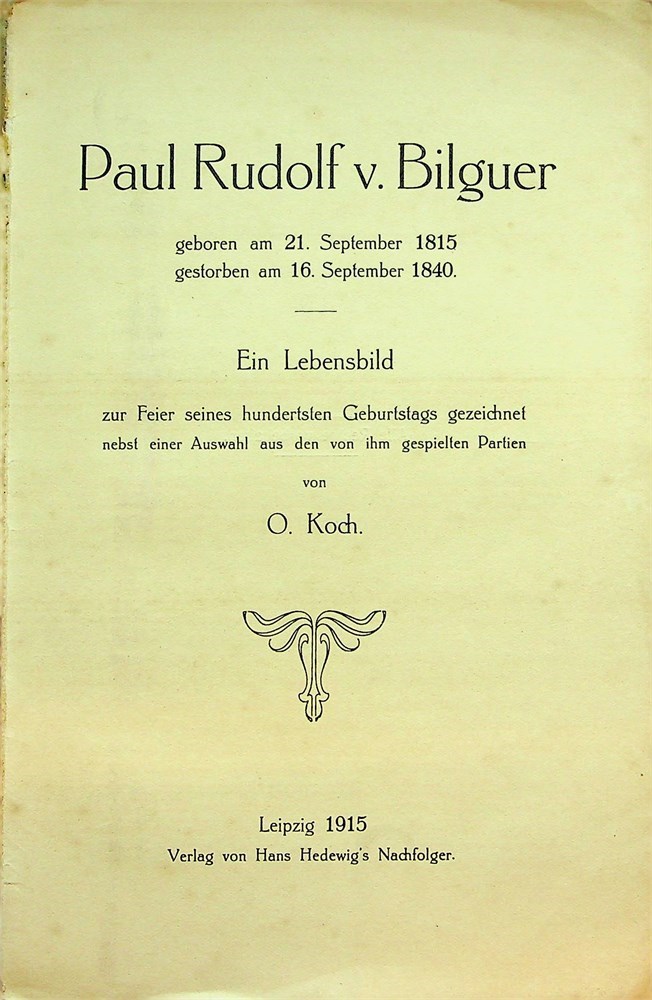 Paul Rudolf v. Bilguer
geboren am 21. September 1815
gestorben am 16. September 1840.
Ein Lebensbild
zur Feier seines hundertsten Geburtstags gezeichnet
nebst einer Auswahl aus den von ihm gespielten Partien
von
O. Koch.
Leipzig 1915
Verlag von Hans Hedewig's Nachfolger.